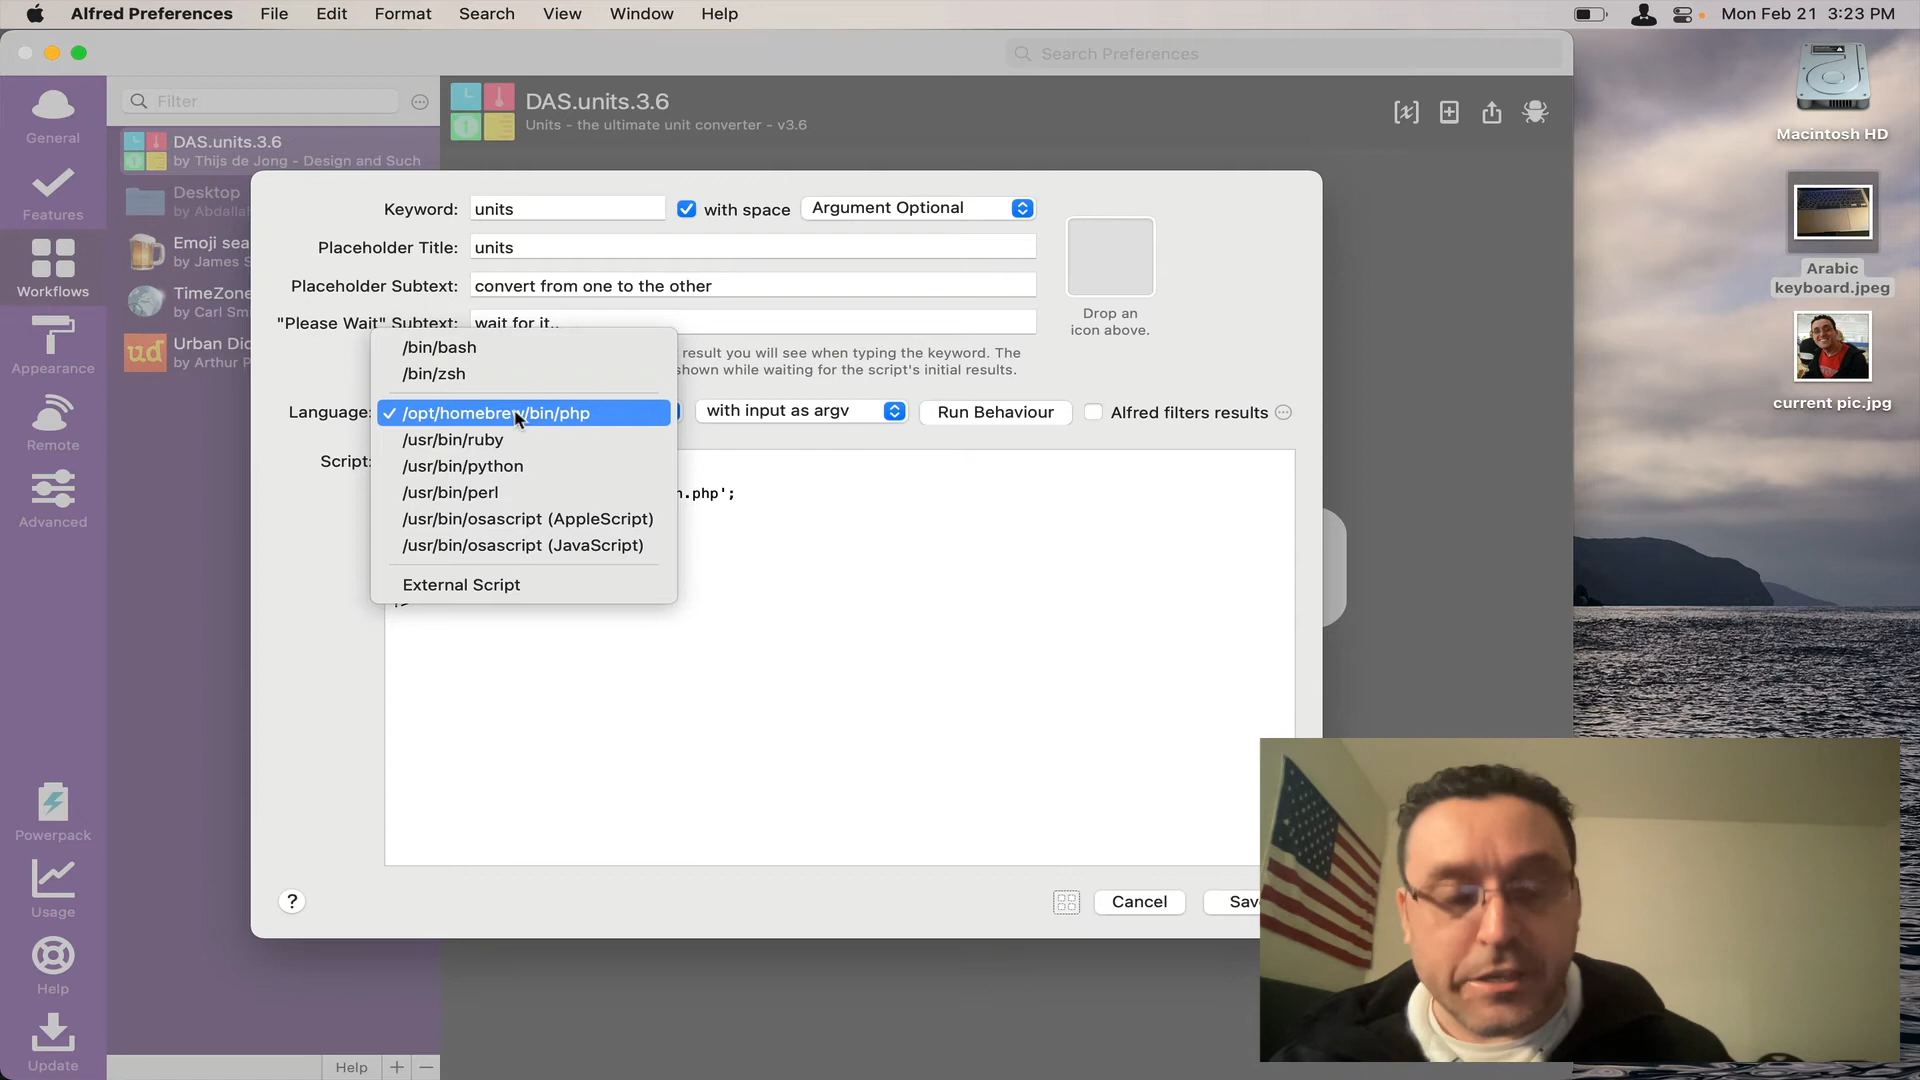 Alfred Preferences File Edit Format Search View Window Help
Mon Feb 21 3:23 PM
Search Preferences
General
Features
Workflows
Appearance
Remote
Advanced
Powerpack
Usage
Help
Update
Filter
DAS.units.3.6
by Thijs de Jong - Design and Such
Desktop
by Abdalla
Emoji sea
by James S
TimeZone
by Carl Sm
Urban Dic
by Arthur P
Help
DAS.units.3.6
Units - the ultimate unit converter - v3.6
Keyword: units with space Argument Optional
Placeholder Title: units
Placeholder Subtext: convert from one to the other
"Please Wait" Subtext: wait for it..
Drop an
icon above.
result you will see when typing the keyword. The
shown while waiting for the script's initial results.
Language: with input as argv Run Behaviour Alfred filters results
/bin/bash
/bin/zsh
/opt/homebrew/bin/php
/usr/bin/ruby
/usr/bin/python
/usr/bin/perl
/usr/bin/osascript (AppleScript)
/usr/bin/osascript (JavaScript)
External Script
Script:
n.php';
? Cancel Save
Macintosh HD
Arabic
keyboard.jpeg
current pic.jpg